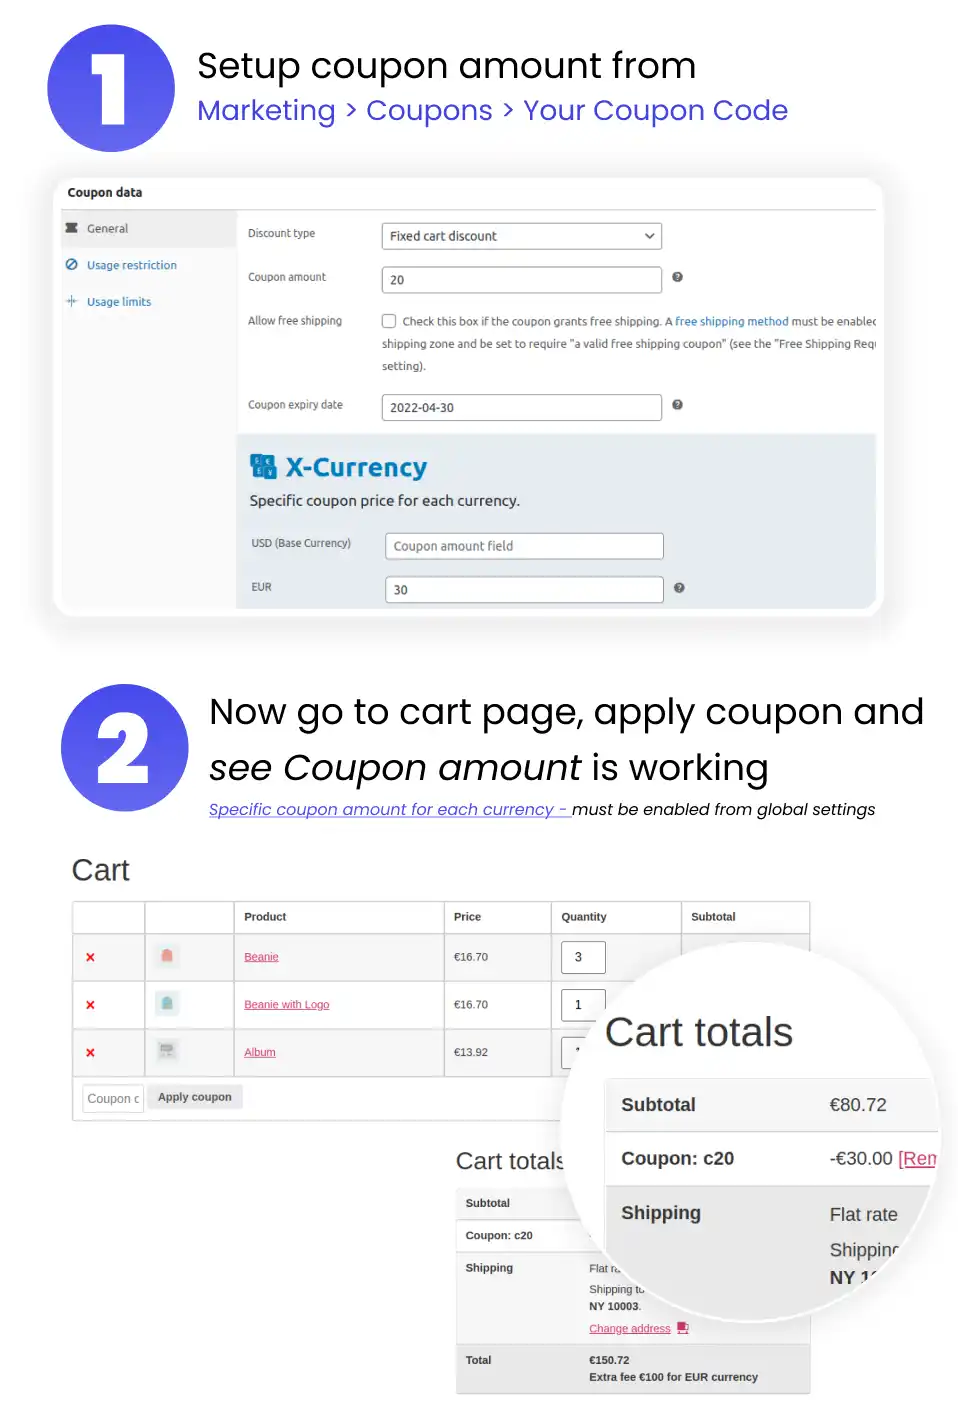 1
Setup coupon amount from
Marketing > Coupons > Your Coupon Code
Coupon data
General
Usage restriction
Usage limits
Discount type
Fixed cart discount
Coupon amount
20
Allow free shipping
Check this box if the coupon grants free shipping. A free shipping method must be enabled
shipping zone and be set to require "a valid free shipping coupon" (see the "Free Shipping Requ
setting).
Coupon expiry date
2022-04-30
X-Currency
Specific coupon price for each currency.
USD (Base Currency)
Coupon amount field
EUR
30
2
Now go to cart page, apply coupon and
see Coupon amount is working
Specific coupon amount for each currency - must be enabled from global settings
Cart
Product Price Quantity Subtotal
× Beanie €16.70 3
× Beanie with Logo €16.70 1
× Album €13.92
Coupon c Apply coupon
Cart totals
Subtotal €80.72
Coupon: c20 -€30.00 [Rem
Shipping Flat rate
Shipping
NY 10
Cart totals
Subtotal
Coupon: c20
Shipping Flat ra
Shipping to
NY 10003.
Change address
Total €150.72
Extra fee €100 for EUR currency